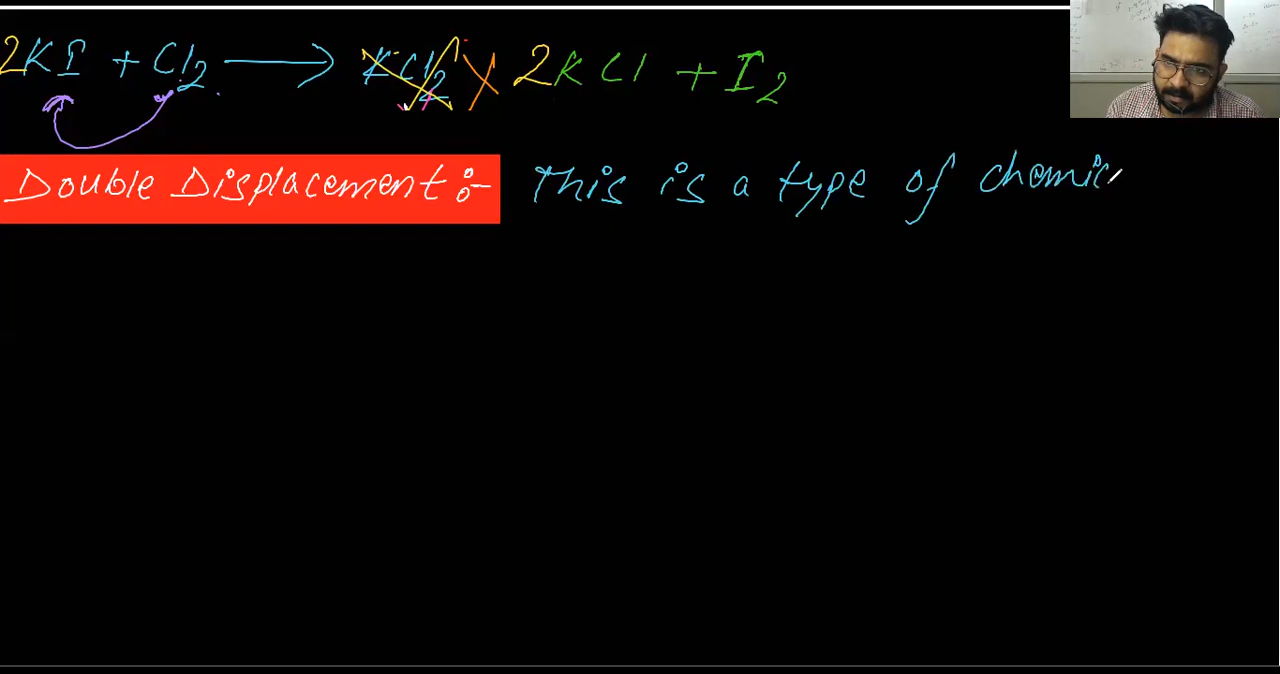 2KI + Cl2 → KCl2 X 2KCl + I2
Double Displacement :- This is a type of chemic